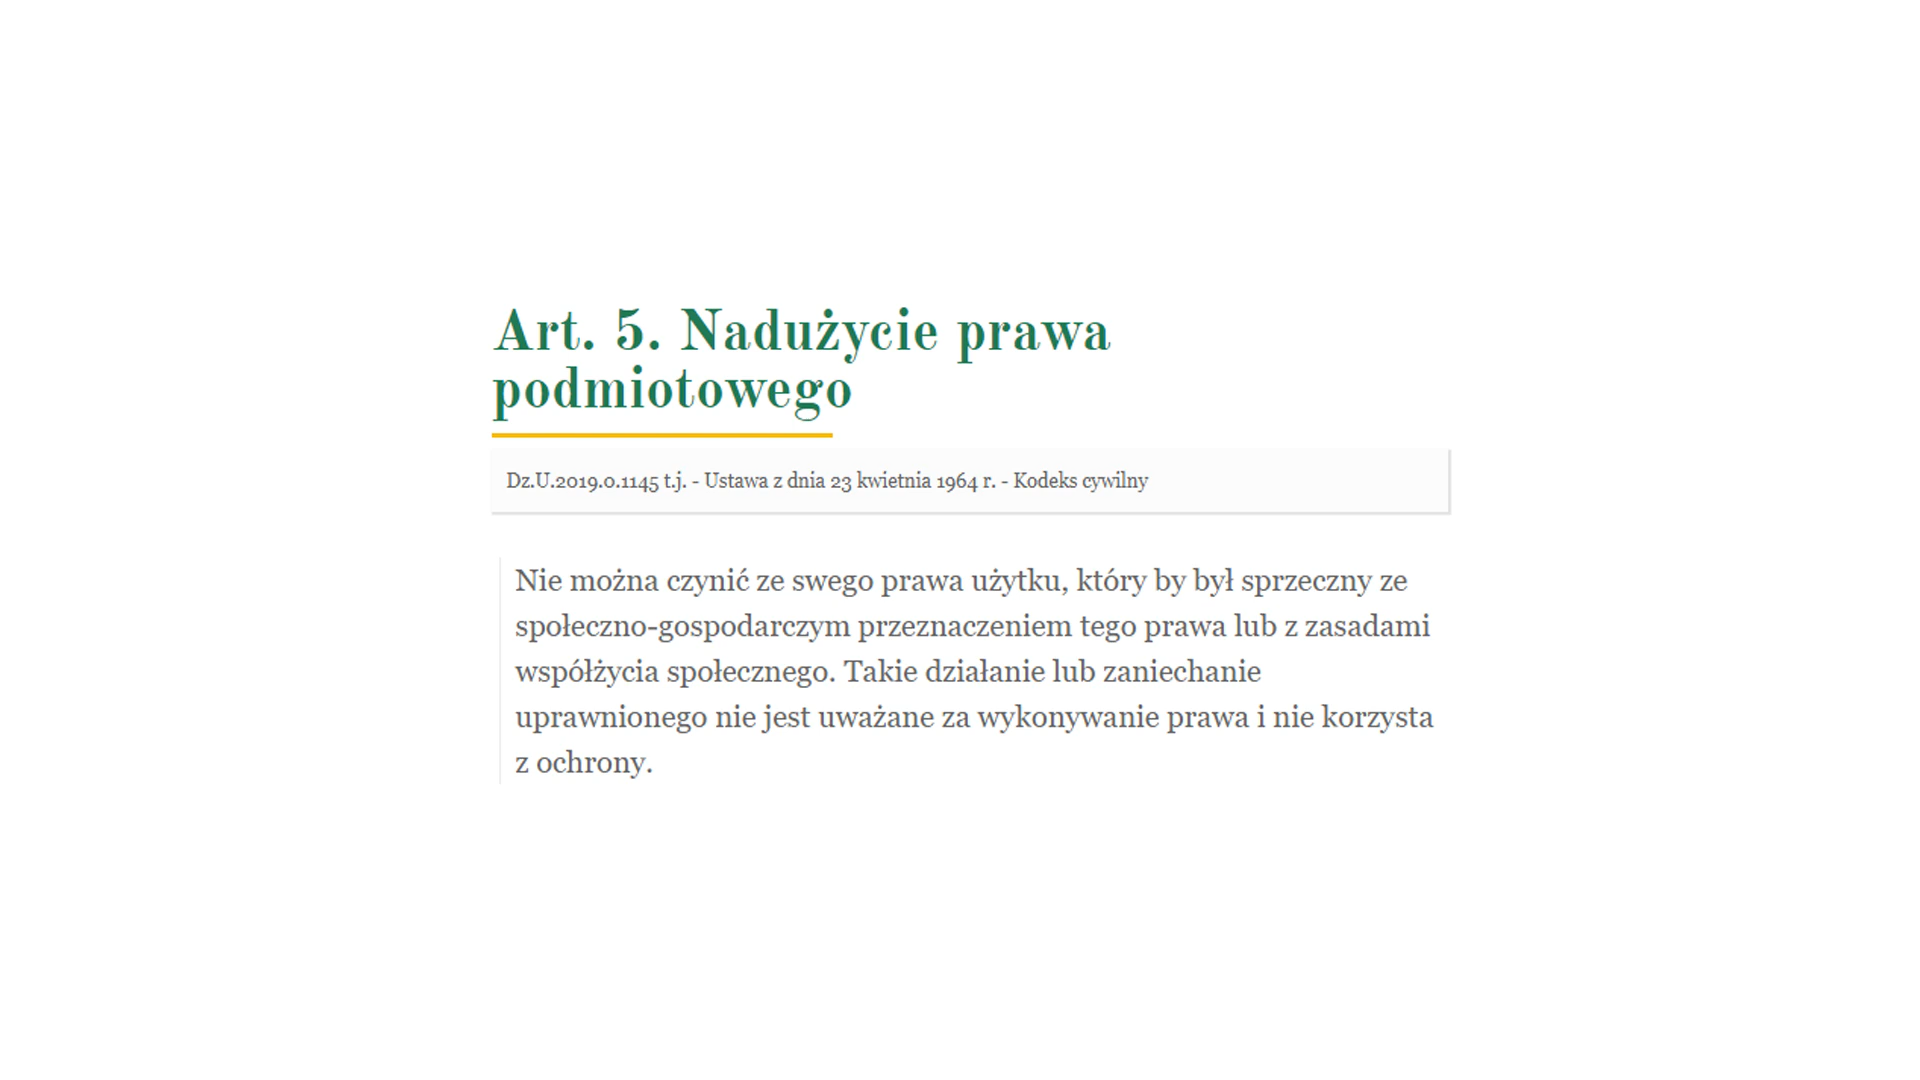 Art. 5. Nadużycie prawa
podmiotowego
Dz.U.2019.0.1145 t.j. - Ustawa z dnia 23 kwietnia 1964 r. - Kodeks cywilny
Nie można czynić ze swego prawa użytku, który by był sprzeczny ze
społeczno-gospodarczym przeznaczeniem tego prawa lub z zasadami
współżycia społecznego. Takie działanie lub zaniechanie
uprawnionego nie jest uważane za wykonywanie prawa i nie korzysta
z ochrony.